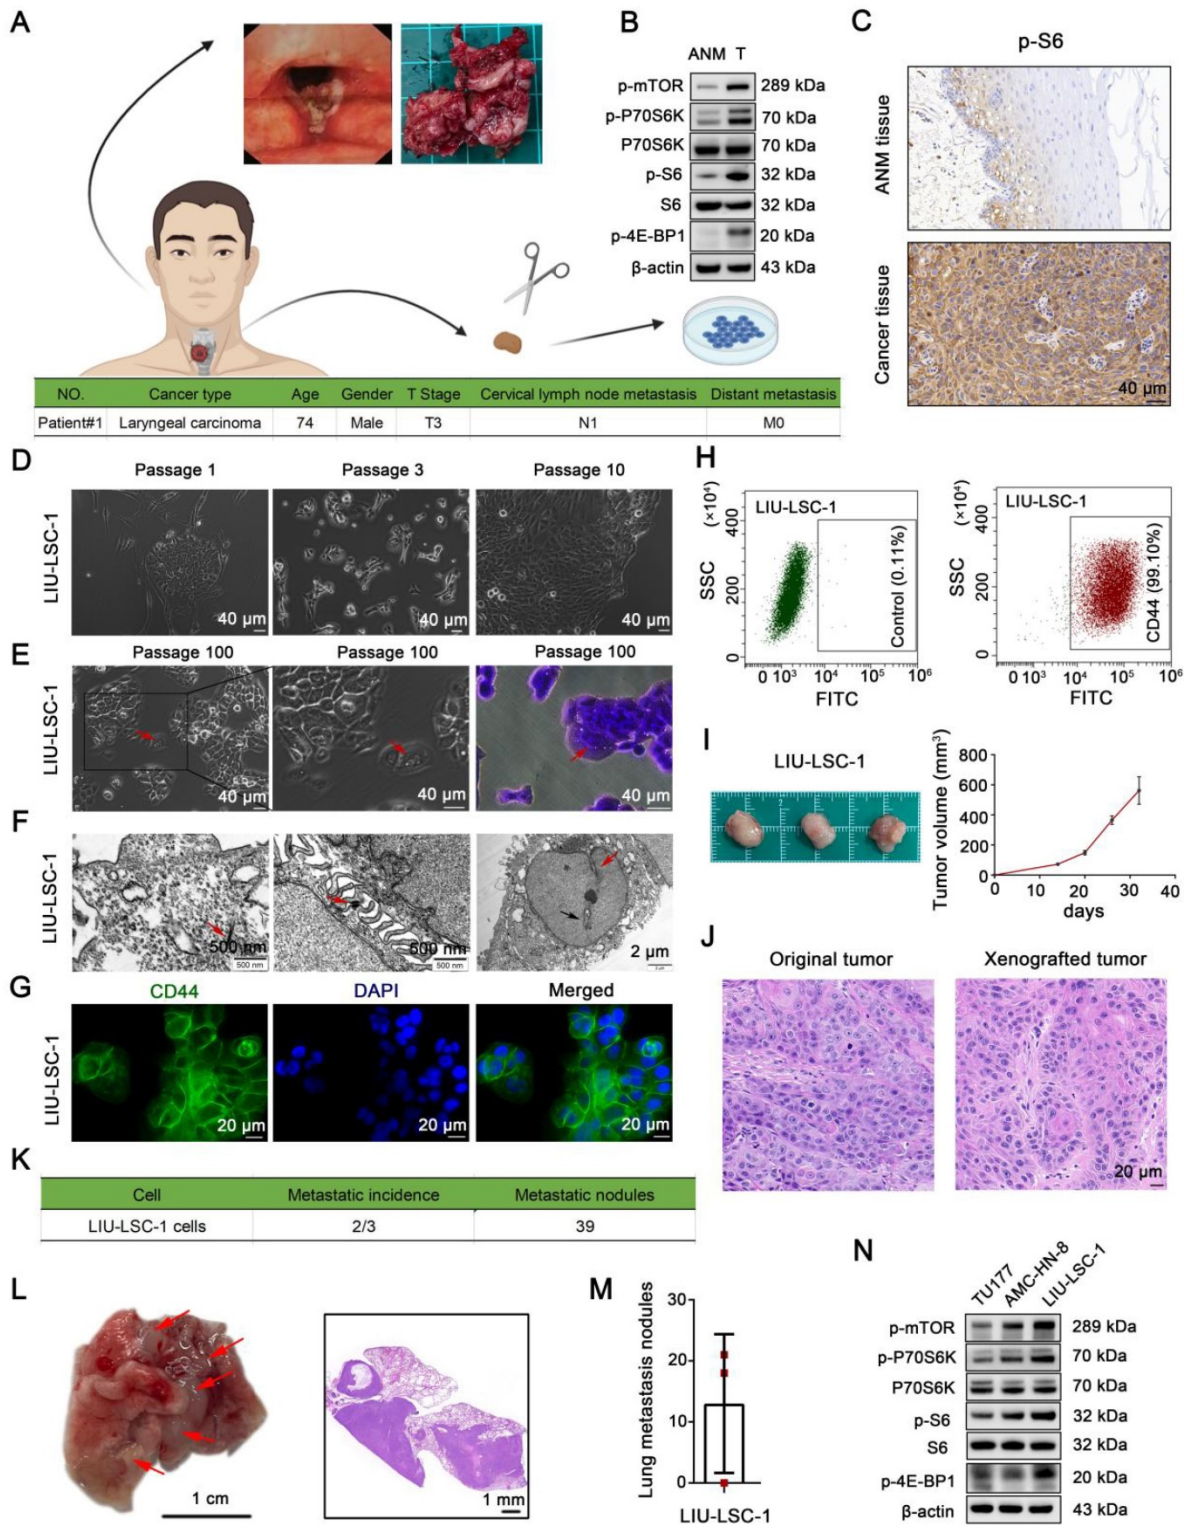 A
B
ANM T
p-mTOR 289 kDa
p-P70S6K 70 kDa
P70S6K 70 kDa
p-S6 32 kDa
S6 32 kDa
p-4E-BP1 20 kDa
β-actin 43 kDa
C
p-S6
ANM tissue
Cancer tissue
40 µm
NO. Cancer type Age Gender T Stage Cervical lymph node metastasis Distant metastasis
Patient#1 Laryngeal carcinoma 74 Male T3 N1 M0
D
Passage 1 Passage 3 Passage 10
LIU-LSC-1
40 µm 40 µm 40 µm
E
Passage 100 Passage 100 Passage 100
LIU-LSC-1
40 µm 40 µm 40 µm
F
LIU-LSC-1
500 nm 500 nm 2 µm
500 nm 500 nm
G
CD44 DAPI Merged
LIU-LSC-1
20 µm 20 µm 20 µm
H
LIU-LSC-1
SSC (×10⁴)
400
200
0
Control (0.11%)
0 10³ 10⁴ 10⁵ 10⁶
FITC
LIU-LSC-1
SSC (×10⁴)
400
200
0
CD44 (99.10%)
0 10³ 10⁴ 10⁵ 10⁶
FITC
I
LIU-LSC-1
Tumor volume (mm³)
800
600
400
200
0
0 10 20 30 40
days
J
Original tumor Xenografted tumor
20 µm
K
Cell Metastatic incidence Metastatic nodules
LIU-LSC-1 cells 2/3 39
L
1 cm
1 mm
M
Lung metastasis nodules
30
20
10
0
LIU-LSC-1
N
TU177 AMC-HN-8 LIU-LSC-1
p-mTOR 289 kDa
p-P70S6K 70 kDa
P70S6K 70 kDa
p-S6 32 kDa
S6 32 kDa
p-4E-BP1 20 kDa
β-actin 43 kDa